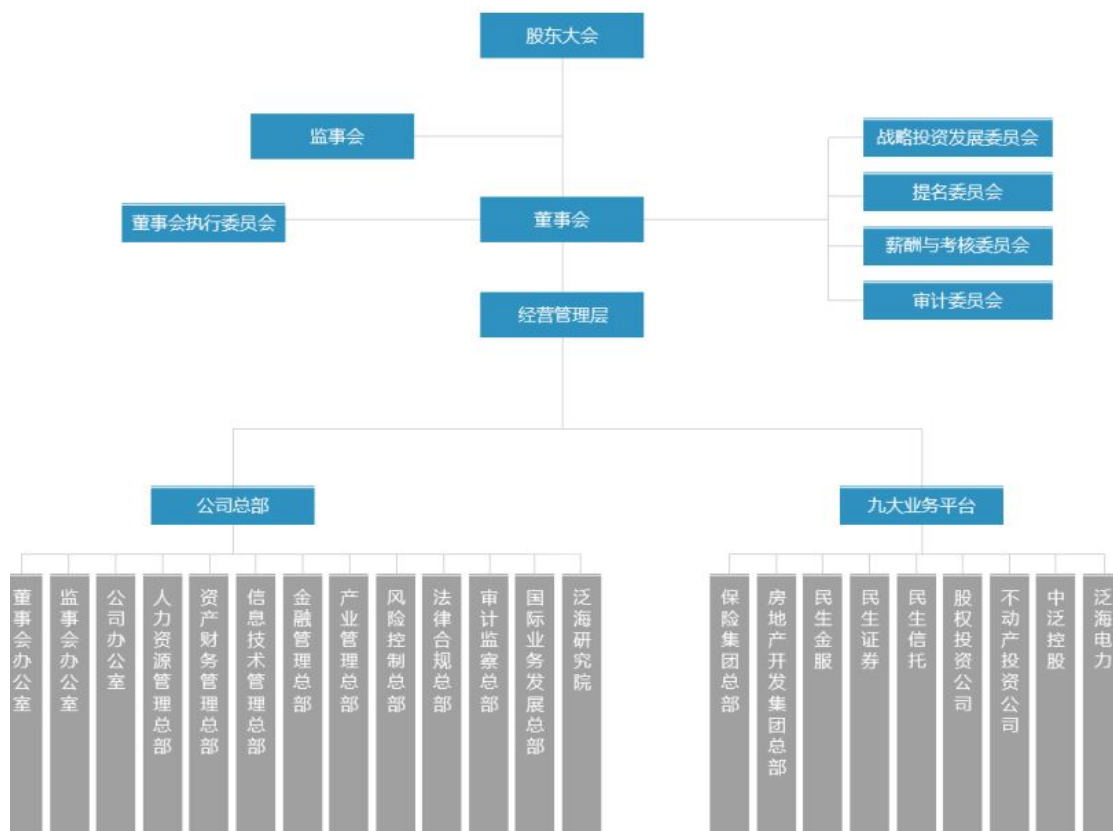 股东大会
监事会
战略投资发展委员会
提名委员会
董事会执行委员会
董事会
薪酬与考核委员会
审计委员会
经营管理层
公司总部
九大业务平台
董事会办公室
监事会办公室
公司办公室
人力资源管理总部
资产财务管理总部
信息技术管理总部
金融管理总部
产业管理总部
风险控制总部
法律合规总部
审计监察总部
国际业务发展总部
泛海研究院
保险集团总部
房地产开发集团总部
民生金服
民生证券
民生信托
股权投资公司
不动产投资公司
中泛控股
泛海电力